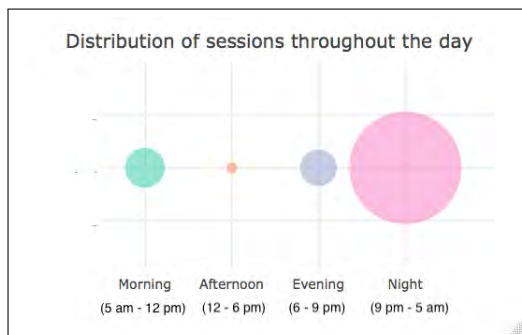 Distribution of sessions throughout the day
Morning Afternoon Evening Night
(5 am - 12 pm) (12 - 6 pm) (6 - 9 pm) (9 pm - 5 am)